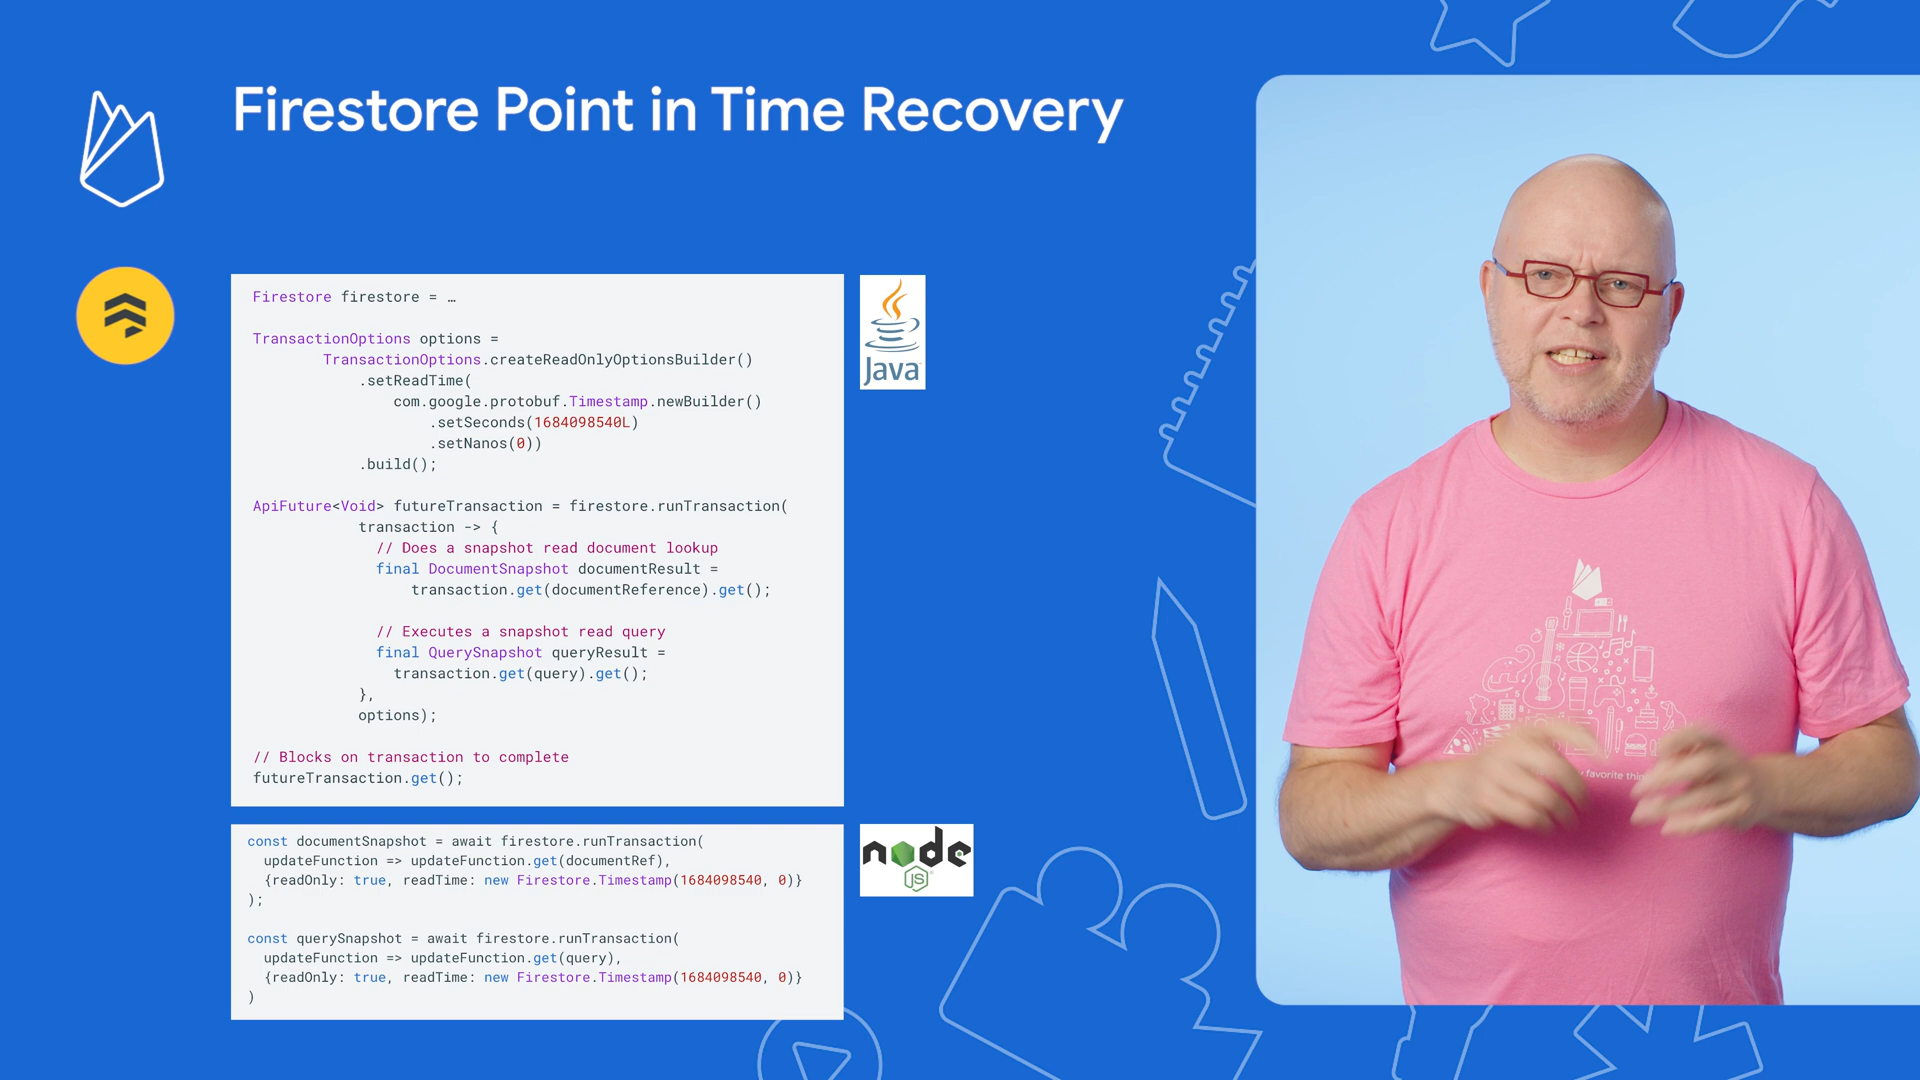 Firestore Point in Time Recovery
Firestore firestore = …
TransactionOptions options =
TransactionOptions.createReadOnlyOptionsBuilder()
.setReadTime(
com.google.protobuf.Timestamp.newBuilder()
.setSeconds(1684098540L)
.setNanos(0))
.build();
ApiFuture<Void> futureTransaction = firestore.runTransaction(
transaction -> {
// Does a snapshot read document lookup
final DocumentSnapshot documentResult =
transaction.get(documentReference).get();
// Executes a snapshot read query
final QuerySnapshot queryResult =
transaction.get(query).get();
},
options);
// Blocks on transaction to complete
futureTransaction.get();
Java
const documentSnapshot = await firestore.runTransaction(
updateFunction => updateFunction.get(documentRef),
{readOnly: true, readTime: new Firestore.Timestamp(1684098540, 0)}
);
const querySnapshot = await firestore.runTransaction(
updateFunction => updateFunction.get(query),
{readOnly: true, readTime: new Firestore.Timestamp(1684098540, 0)}
)
node
JS
favorite